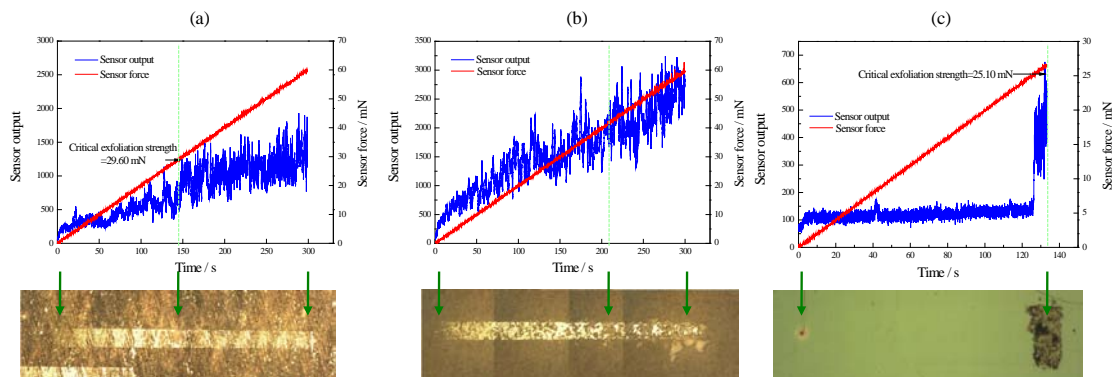 (a)
3000
2500
2000
1500
1000
500
0
Sensor output
0 50 100 150 200 250 300 350
Time / s
70
60
50
40
30
20
10
0
Sensor force / mN
Sensor output
Sensor force
Critical exfoliation strength
=29.60 mN
(b)
3500
3000
2500
2000
1500
1000
500
0
Sensor output
0 50 100 150 200 250 300
Time / s
70
60
50
40
30
20
10
0
Sensor force / mN
Sensor output
Sensor force
(c)
700
600
500
400
300
200
100
0
Sensor output
0 20 40 60 80 100 120 140
Time / s
30
25
20
15
10
5
0
Sensor force / mN
Critical exfoliation strength=25.10 mN
Sensor output
Sensor force